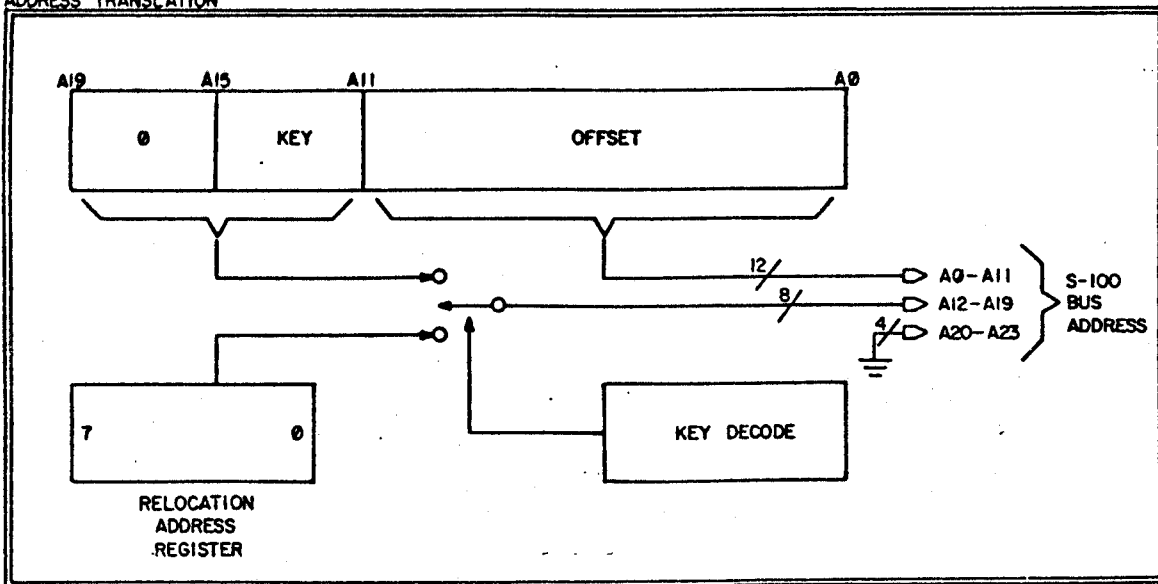 ADDRESS TRANSLATION
A19 A15 A11 A0
0 KEY OFFSET
12 A0-A11
8 A12-A19
4 A20-A23
S-100
BUS
ADDRESS
7 0
KEY DECODE
RELOCATION
ADDRESS
REGISTER